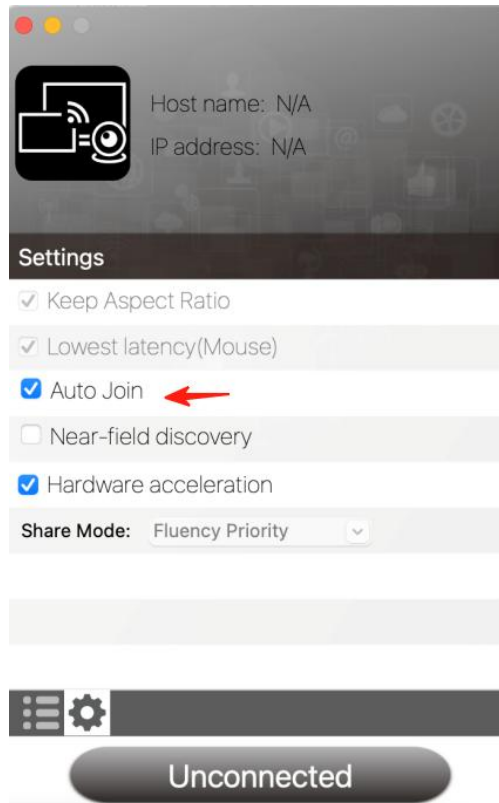 Host name: N/A
IP address: N/A
Settings
Keep Aspect Ratio
Lowest latency(Mouse)
Auto Join
Near-field discovery
Hardware acceleration
Share Mode: Fluency Priority
Unconnected